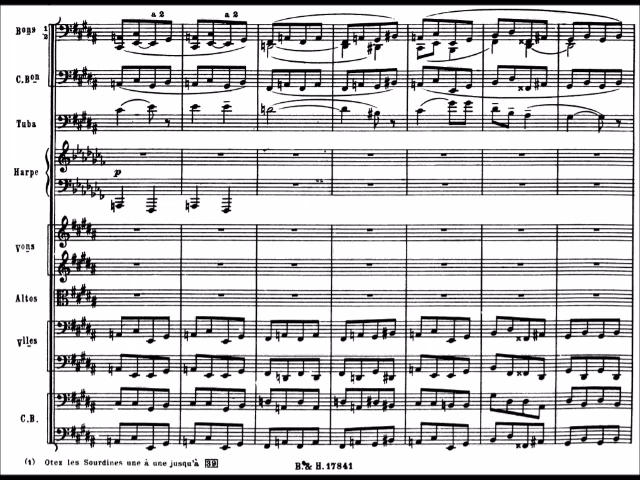 a 2 a 2
Bons 1 2
C.Bon
Tuba
Harpe
p
Vons
Altos
Vlles
C.B.
(1) Otez les Sourdines une à une jusqu'à 39
B. & H. 17841